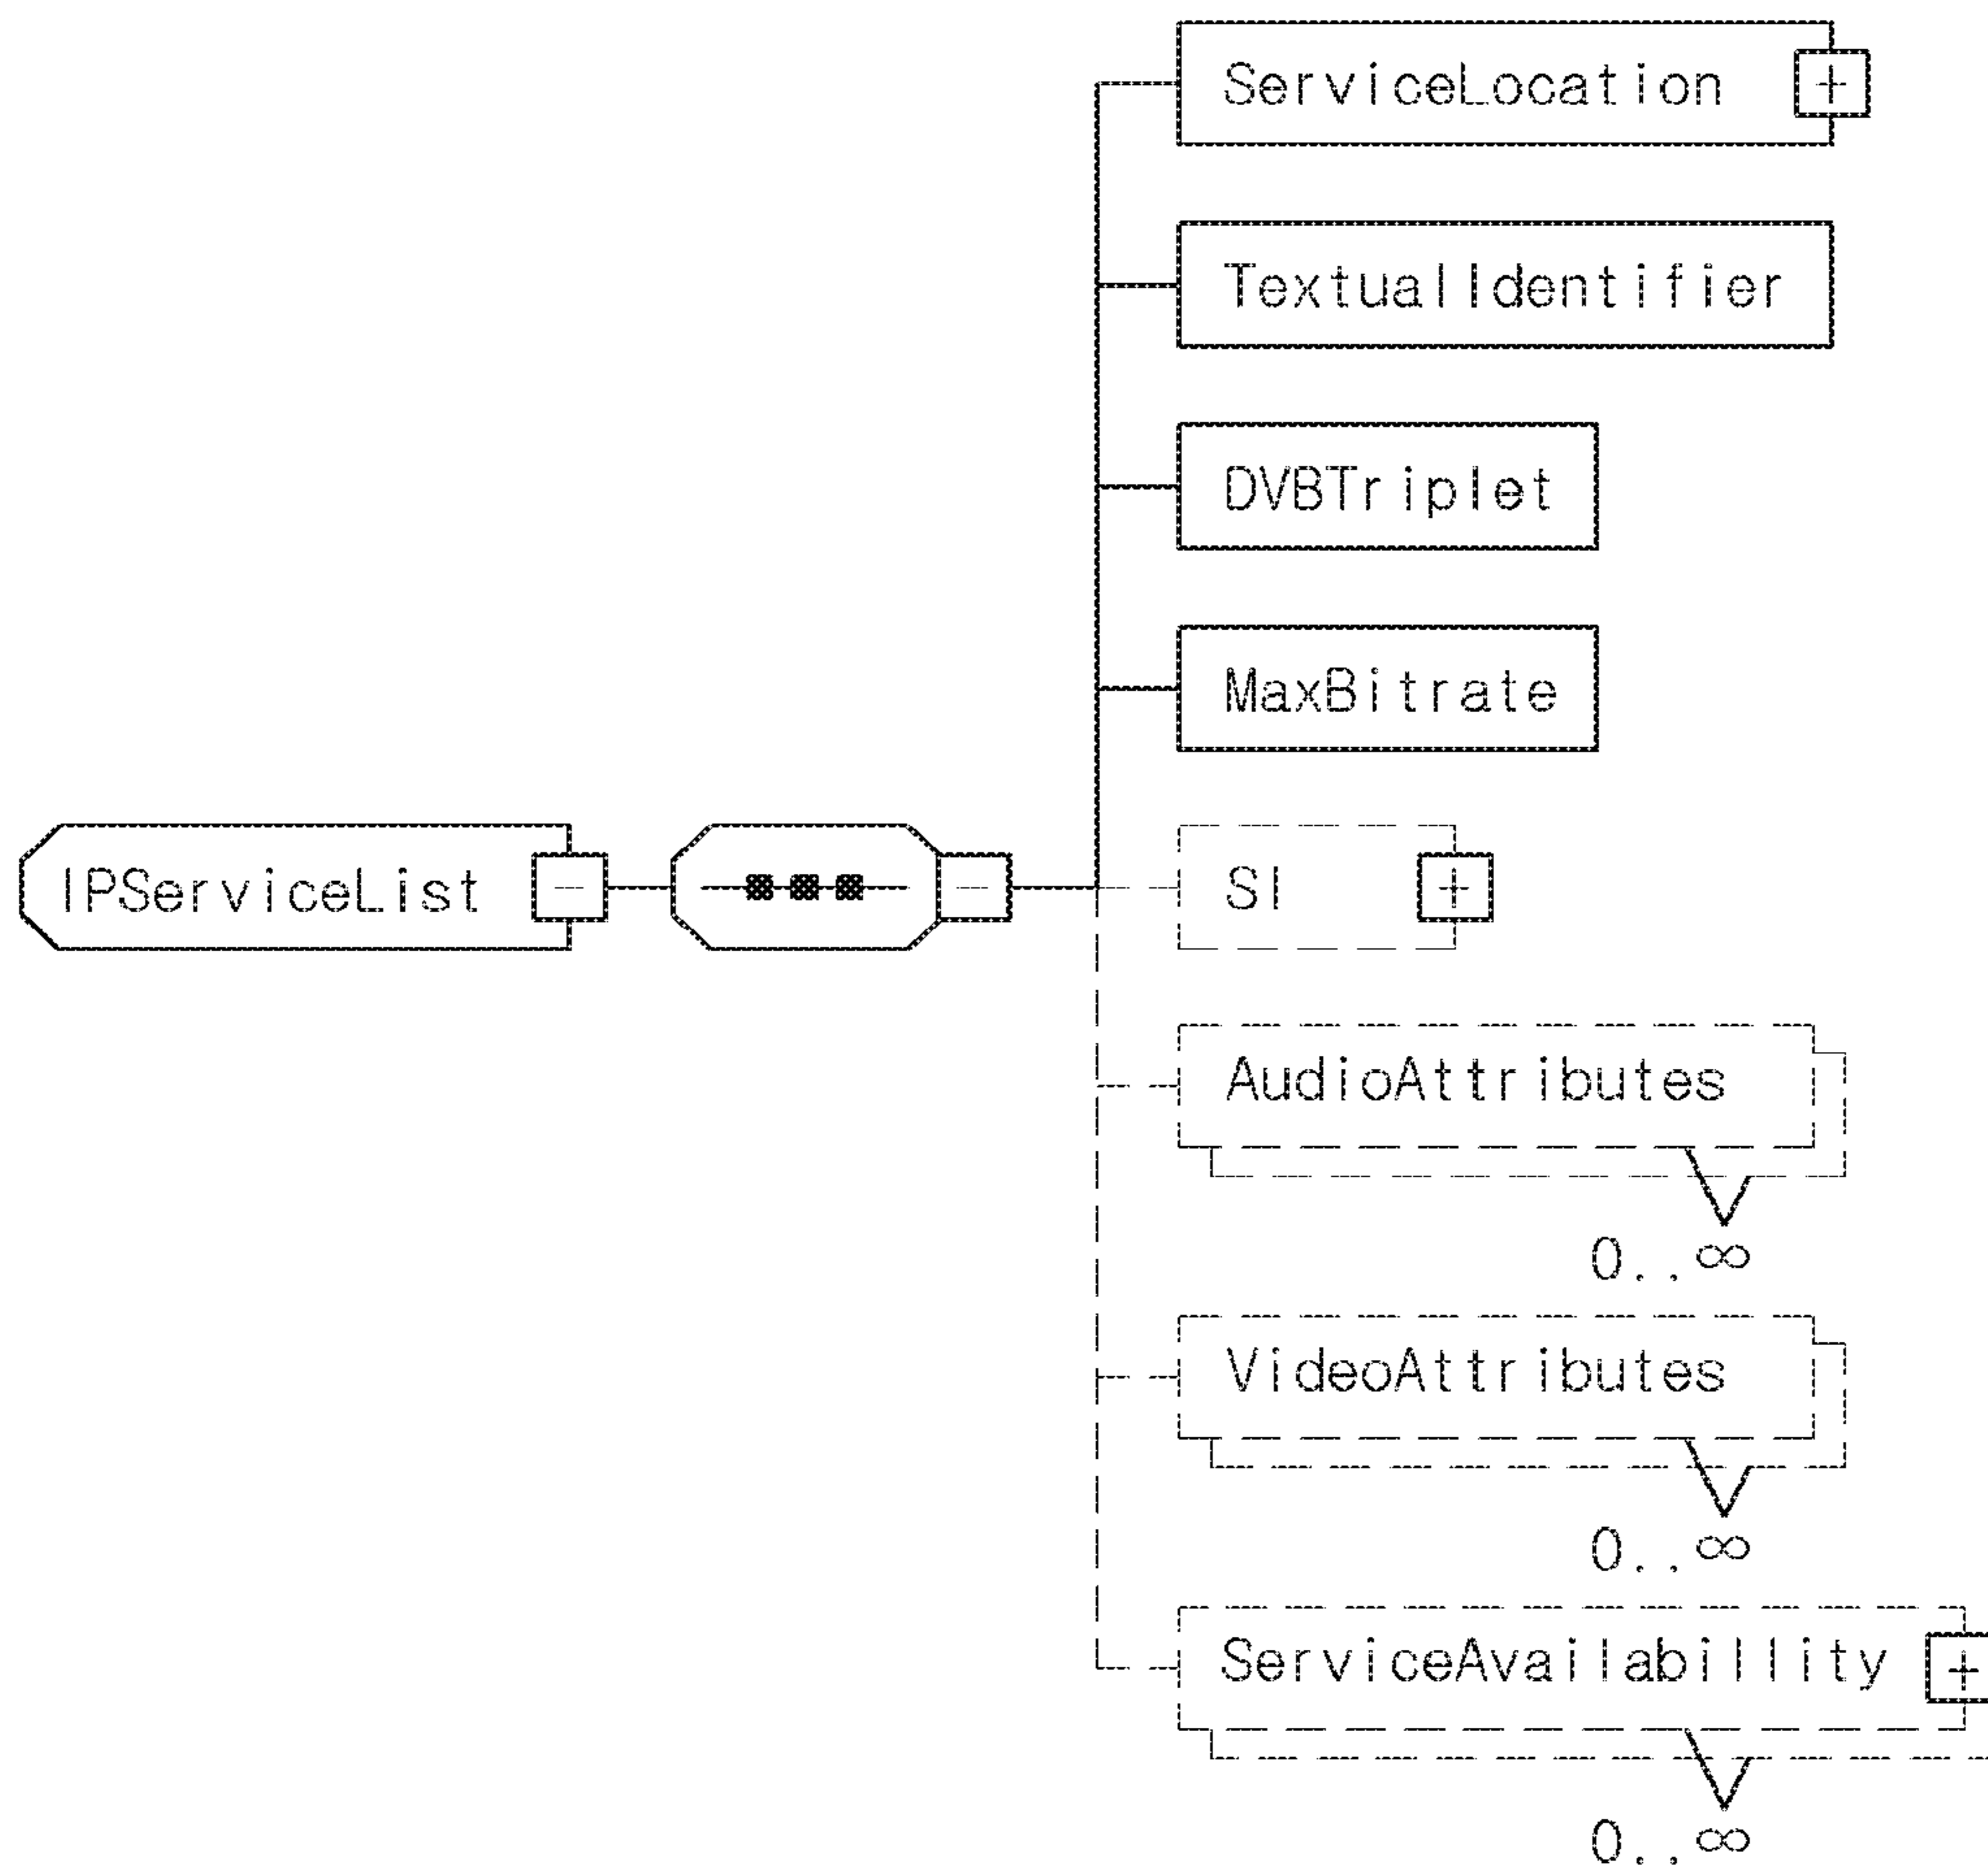 ServiceLocation
TextualIdentifier
DVBTriplet
MaxBitrate
IPServiceList
SI
AudioAttributes
0..∞
VideoAttributes
0..∞
ServiceAvailabillity
0..∞